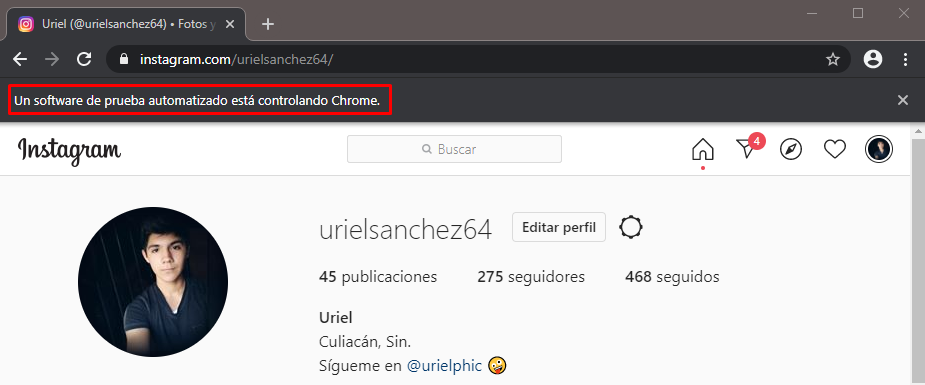 Uriel (@urielsanchez64) • Fotos y
instagram.com/urielsanchez64/
Un software de prueba automatizado está controlando Chrome.
Instagram
Buscar
4
urielsanchez64
Editar perfil
45 publicaciones 275 seguidores 468 seguidos
Uriel
Culiacán, Sin.
Sígueme en @urielphic 🤪